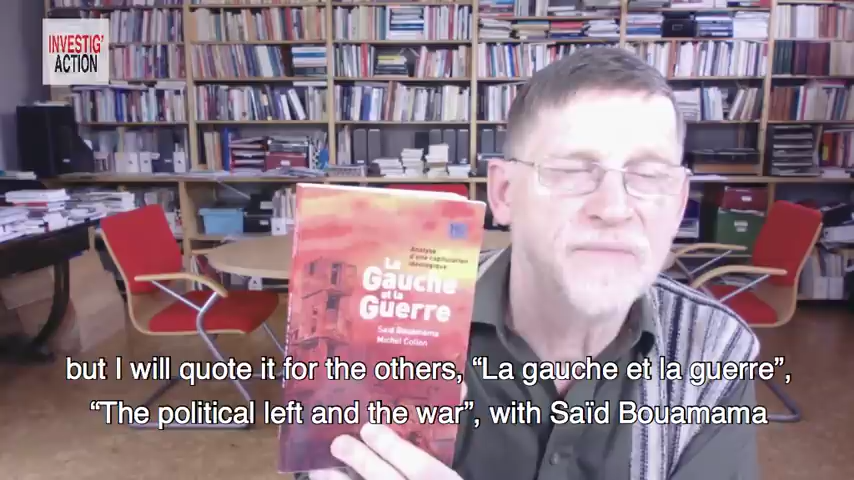 INVESTIG'
ACTION
Analyse
d'une capitulation
idéologique
La
Gauche
et la
Guerre
Saïd Bouamama
Michel Collon
but I will quote it for the others, “La gauche et la guerre”,
“The political left and the war”, with Saïd Bouamama